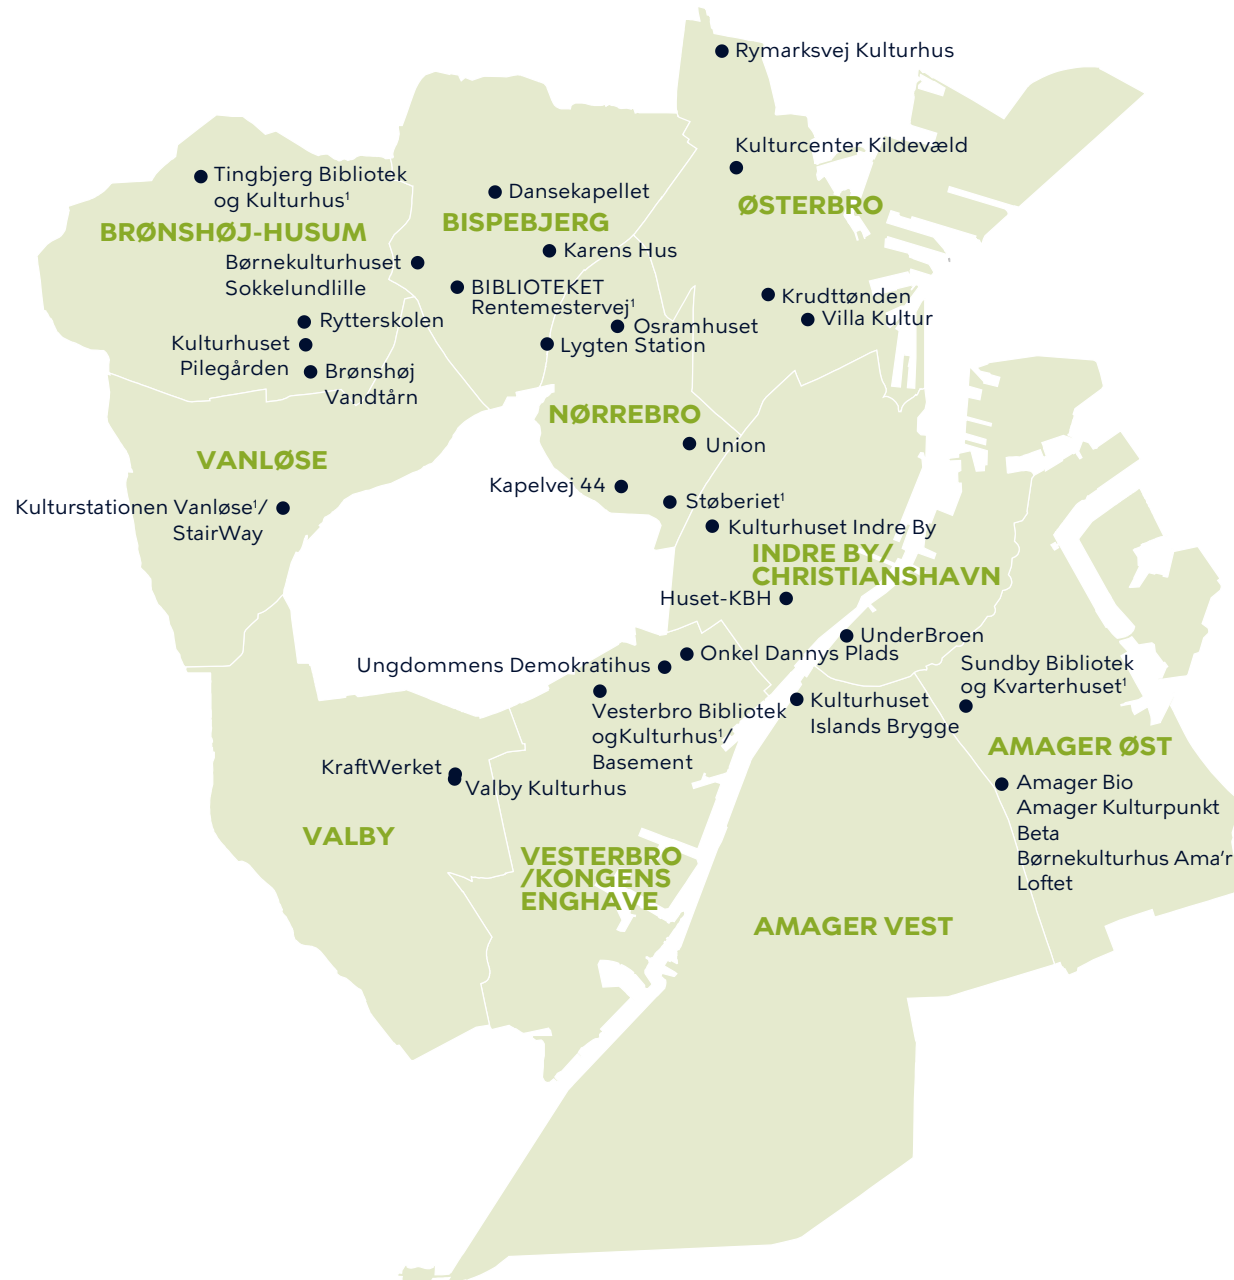 Rymarksvej Kulturhus
Kulturcenter Kildevæld
Tingbjerg Bibliotek
og Kulturhus¹
Dansekapellet
ØSTERBRO
BRØNSHØJ-HUSUM
BISPEBJERG
Karens Hus
Børnekulturhuset
Sokkelundlille
BIBLIOTEKET
Rentemestervej¹
Krudttønden
Villa Kultur
Rytterskolen
Osramhuset
Kulturhuset
Pilegården
Lygten Station
Brønshøj
Vandtårn
NØRREBRO
Union
VANLØSE
Kapelvej 44
Kulturstationen Vanløse¹/
StairWay
Støberiet¹
Kulturhuset Indre By
INDRE BY/
CHRISTIANSHAVN
Huset-KBH
UnderBroen
Onkel Dannys Plads
Ungdommens Demokratihus
Sundby Bibliotek
og Kvarterhuset¹
Vesterbro Bibliotek
ogKulturhus¹/
Basement
Kulturhuset
Islands Brygge
AMAGER ØST
KraftWerket
Valby Kulturhus
Amager Bio
Amager Kulturpunkt
Beta
Børnekulturhus Ama'r
Loftet
VALBY
VESTERBRO
/KONGENS
ENGHAVE
AMAGER VEST